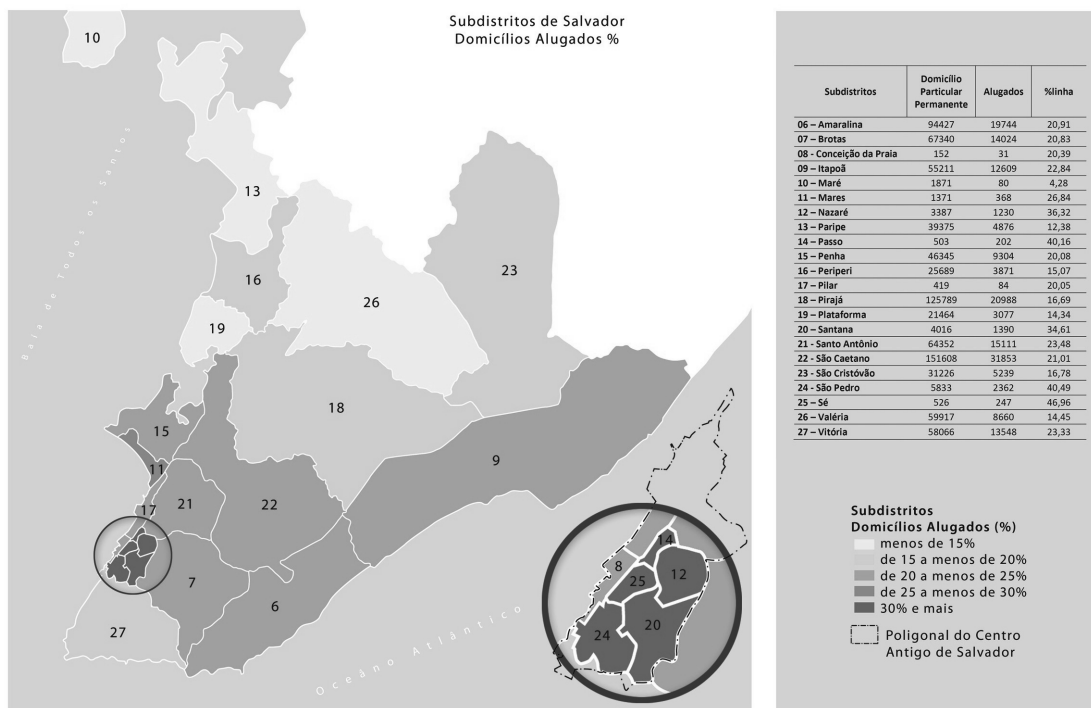 Subdistritos de Salvador
Domicílios Alugados %
10
13
16
19
26
23
18
15
11
17
21
22
9
7
6
27
14
8
12
25
20
24
Baía de Todos os Santos
Oceáno Atlântico
Subdistritos Domicílio Particular Permanente Alugados %linha
06 – Amaralina 94427 19744 20,91
07 – Brotas 67340 14024 20,83
08 - Conceição da Praia 152 31 20,39
09 – Itapoã 55211 12609 22,84
10 – Maré 1871 80 4,28
11 – Mares 1371 368 26,84
12 – Nazaré 3387 1230 36,32
13 – Paripe 39375 4876 12,38
14 – Passo 503 202 40,16
15 – Penha 46345 9304 20,08
16 – Periperi 25689 3871 15,07
17 – Pilar 419 84 20,05
18 – Pirajá 125789 20988 16,69
19 – Plataforma 21464 3077 14,34
20 – Santana 4016 1390 34,61
21 - Santo Antônio 64352 15111 23,48
22 – São Caetano 151608 31853 21,01
23 – São Cristóvão 31226 5239 16,78
24 – São Pedro 5833 2362 40,49
25 – Sé 526 247 46,96
26 – Valéria 59917 8660 14,45
27 – Vitória 58066 13548 23,33
Subdistritos
Domicílios Alugados (%)
menos de 15%
de 15 a menos de 20%
de 20 a menos de 25%
de 25 a menos de 30%
30% e mais
Poligonal do Centro
Antigo de Salvador